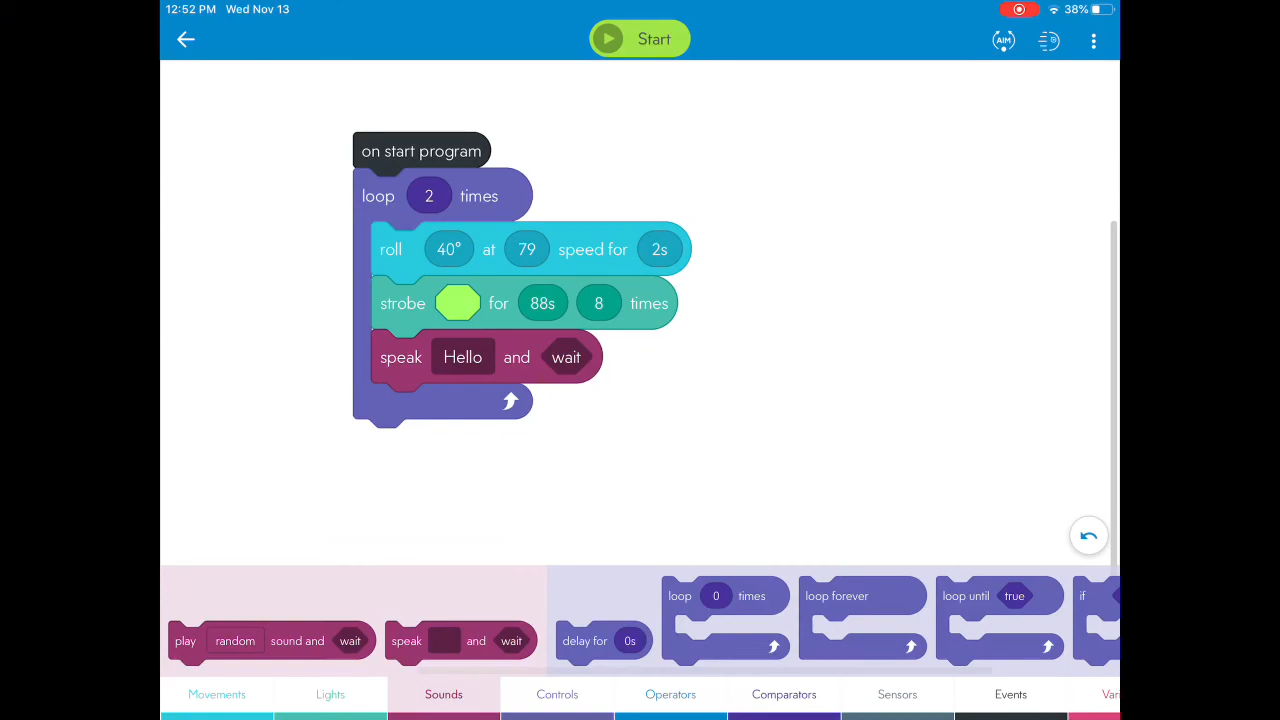 12:52 PM Wed Nov 13
38%
Start
AIM
on start program
loop 2 times
roll 40° at 79 speed for 2s
strobe for 88s 8 times
speak Hello and wait
loop 0 times
loop forever
loop until true
if
play random sound and wait
speak and wait
delay for 0s
Movements
Lights
Sounds
Controls
Operators
Comparators
Sensors
Events
Vari